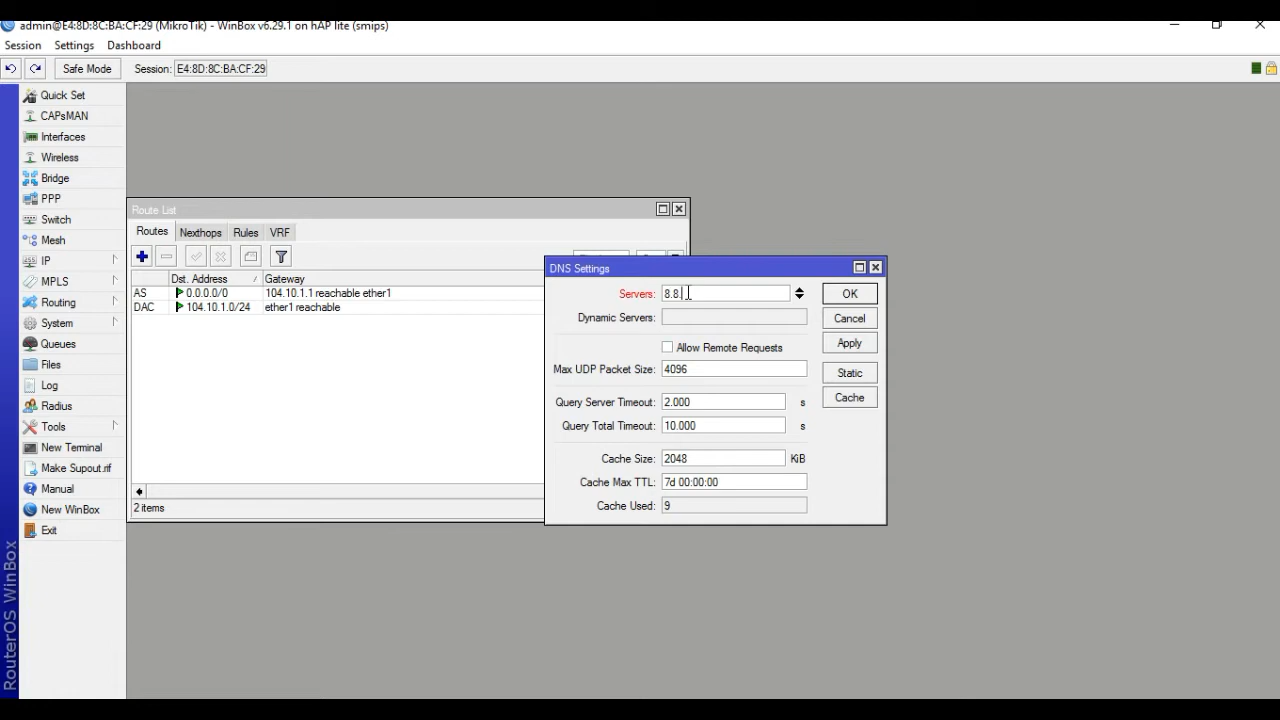 admin@E4:8D:8C:BA:CF:29 (MikroTik) - WinBox v6.29.1 on hAP lite (smips)
Session Settings Dashboard
Safe Mode Session: E4:8D:8C:BA:CF:29
Quick Set
CAPsMAN
Interfaces
Wireless
Bridge
PPP
Switch
Mesh
IP
MPLS
Routing
System
Queues
Files
Log
Radius
Tools
New Terminal
Make Supout.rif
Manual
New WinBox
Exit
RouterOS WinBox
Route List
Routes Nexthops Rules VRF
Dst. Address Gateway
AS 0.0.0.0/0 104.10.1.1 reachable ether1
DAC 104.10.1.0/24 ether1 reachable
2 items
DNS Settings
Servers: 8.8.
Dynamic Servers:
Allow Remote Requests
Max UDP Packet Size: 4096
Query Server Timeout: 2.000 s
Query Total Timeout: 10.000 s
Cache Size: 2048 KiB
Cache Max TTL: 7d 00:00:00
Cache Used: 9
OK
Cancel
Apply
Static
Cache